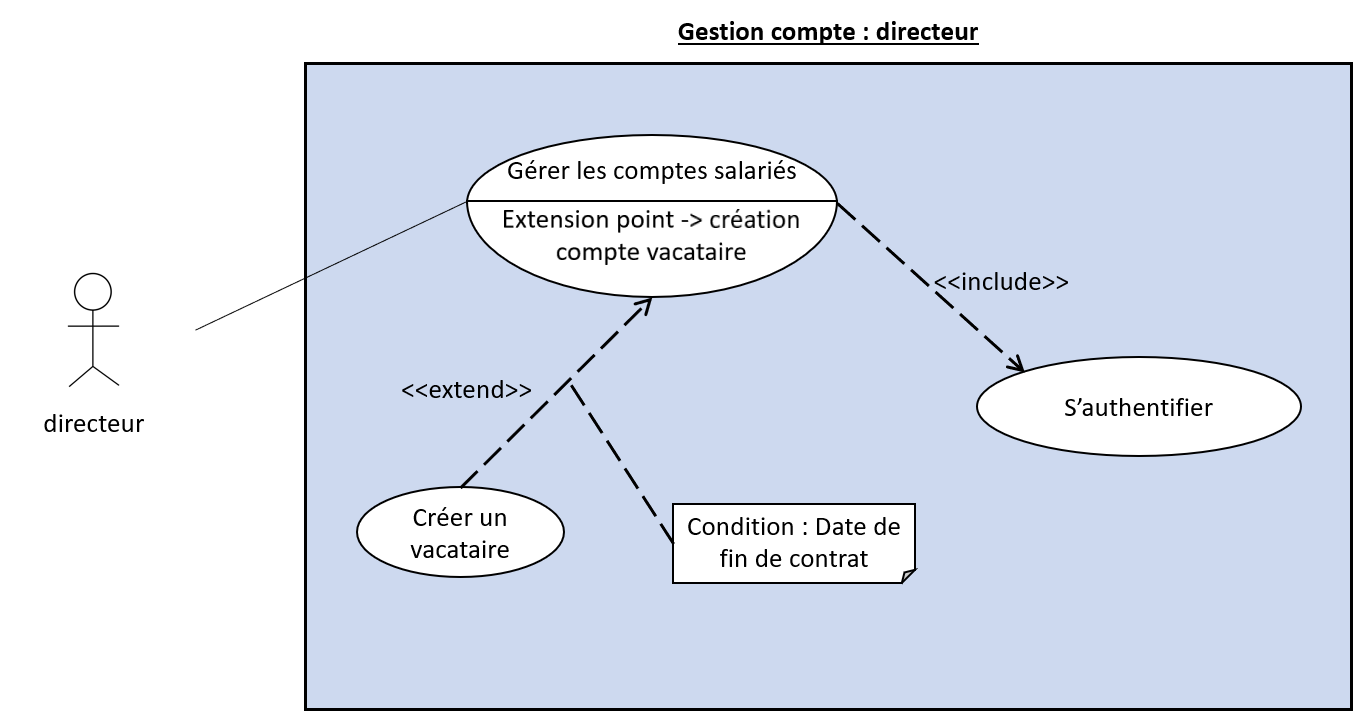 Gestion compte : directeur
Gérer les comptes salariés
Extension point -> création
compte vacataire
<<include>>
<<extend>>
S’authentifier
directeur
Créer un
vacataire
Condition : Date de
fin de contrat